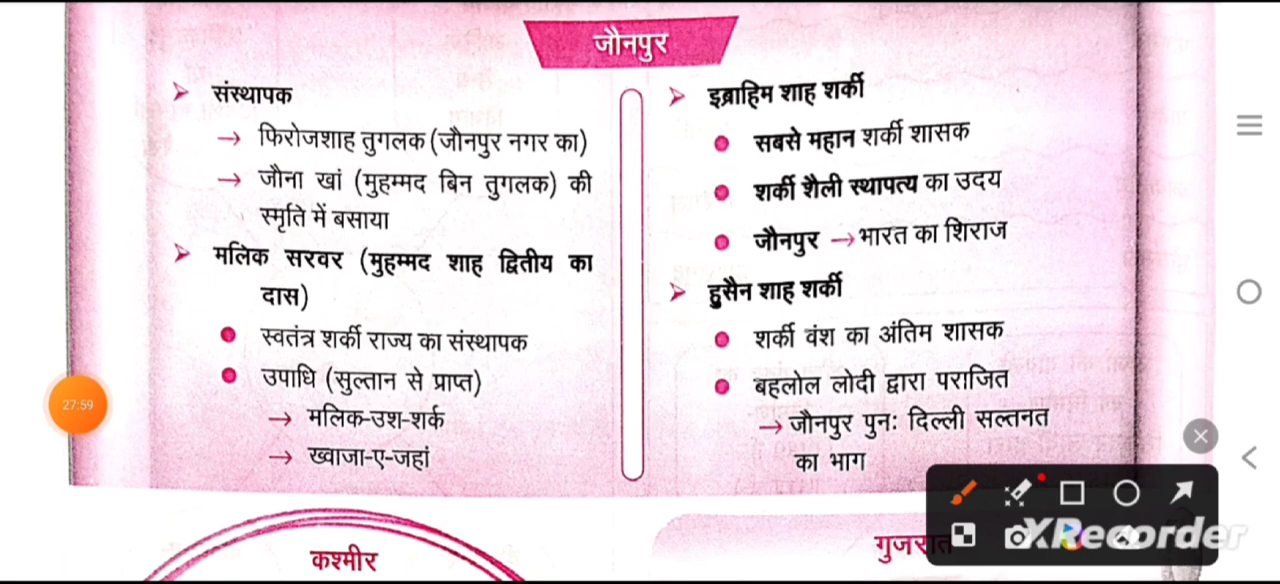 जौनपुर
संस्थापक
→ फिरोजशाह तुगलक (जौनपुर नगर का)
→ जौना खां (मुहम्मद बिन तुगलक) की
स्मृति में बसाया
मलिक सरवर (मुहम्मद शाह द्वितीय का
दास)
स्वतंत्र शर्की राज्य का संस्थापक
उपाधि (सुल्तान से प्राप्त)
→ मलिक-उश-शर्क
→ ख्वाजा-ए-जहां
इब्राहिम शाह शर्की
सबसे महान शर्की शासक
शर्की शैली स्थापत्य का उदय
जौनपुर → भारत का शिराज
हुसैन शाह शर्की
शर्की वंश का अंतिम शासक
बहलोल लोदी द्वारा पराजित
→ जौनपुर पुनः दिल्ली सल्तनत
का भाग
27:59
कश्मीर
गुजरात
XRecorder